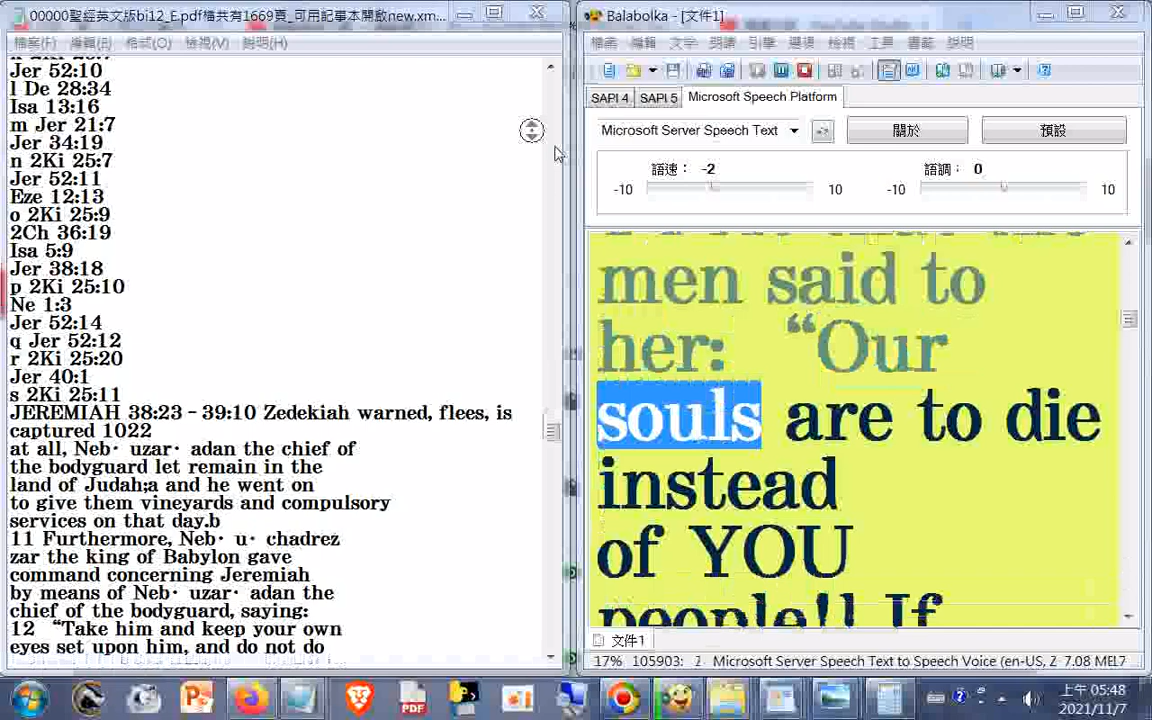 00000聖經英文版bi12_E.pdf檔共有1669頁_可用記事本開啟new.xm...
檔案(F) 編輯(E) 格式(O) 檢視(V) 說明(H)
Jer 52:10
l De 28:34
Isa 13:16
m Jer 21:7
Jer 34:19
n 2Ki 25:7
Jer 52:11
Eze 12:13
o 2Ki 25:9
2Ch 36:19
Isa 5:9
Jer 38:18
p 2Ki 25:10
Ne 1:3
Jer 52:14
q Jer 52:12
r 2Ki 25:20
Jer 40:1
s 2Ki 25:11
JEREMIAH 38:23 - 39:10 Zedekiah warned, flees, is
captured 1022
at all, Neb· uzar· adan the chief of
the bodyguard let remain in the
land of Judah;a and he went on
to give them vineyards and compulsory
services on that day.b
11 Furthermore, Neb· u· chadrez
zar the king of Babylon gave
command concerning Jeremiah
by means of Neb· uzar· adan the
chief of the bodyguard, saying:
12 “Take him and keep your own
eyes set upon him, and do not do
Balabolka - [文件1]
檔案 編輯 文字 朗讀 引擎 選項 檢視 工具 書籤 說明
SAPI 4 SAPI 5 Microsoft Speech Platform
Microsoft Server Speech Text 關於 預設
語速： -2 語調： 0
-10 10 -10 10
men said to
her: “Our
souls are to die
instead
of YOU
people!] If
文件1
17% 105903: 2 Microsoft Server Speech Text to Speech Voice (en-US, Z 7.08 MEL7
PDF
上午 05:48
2021/11/7